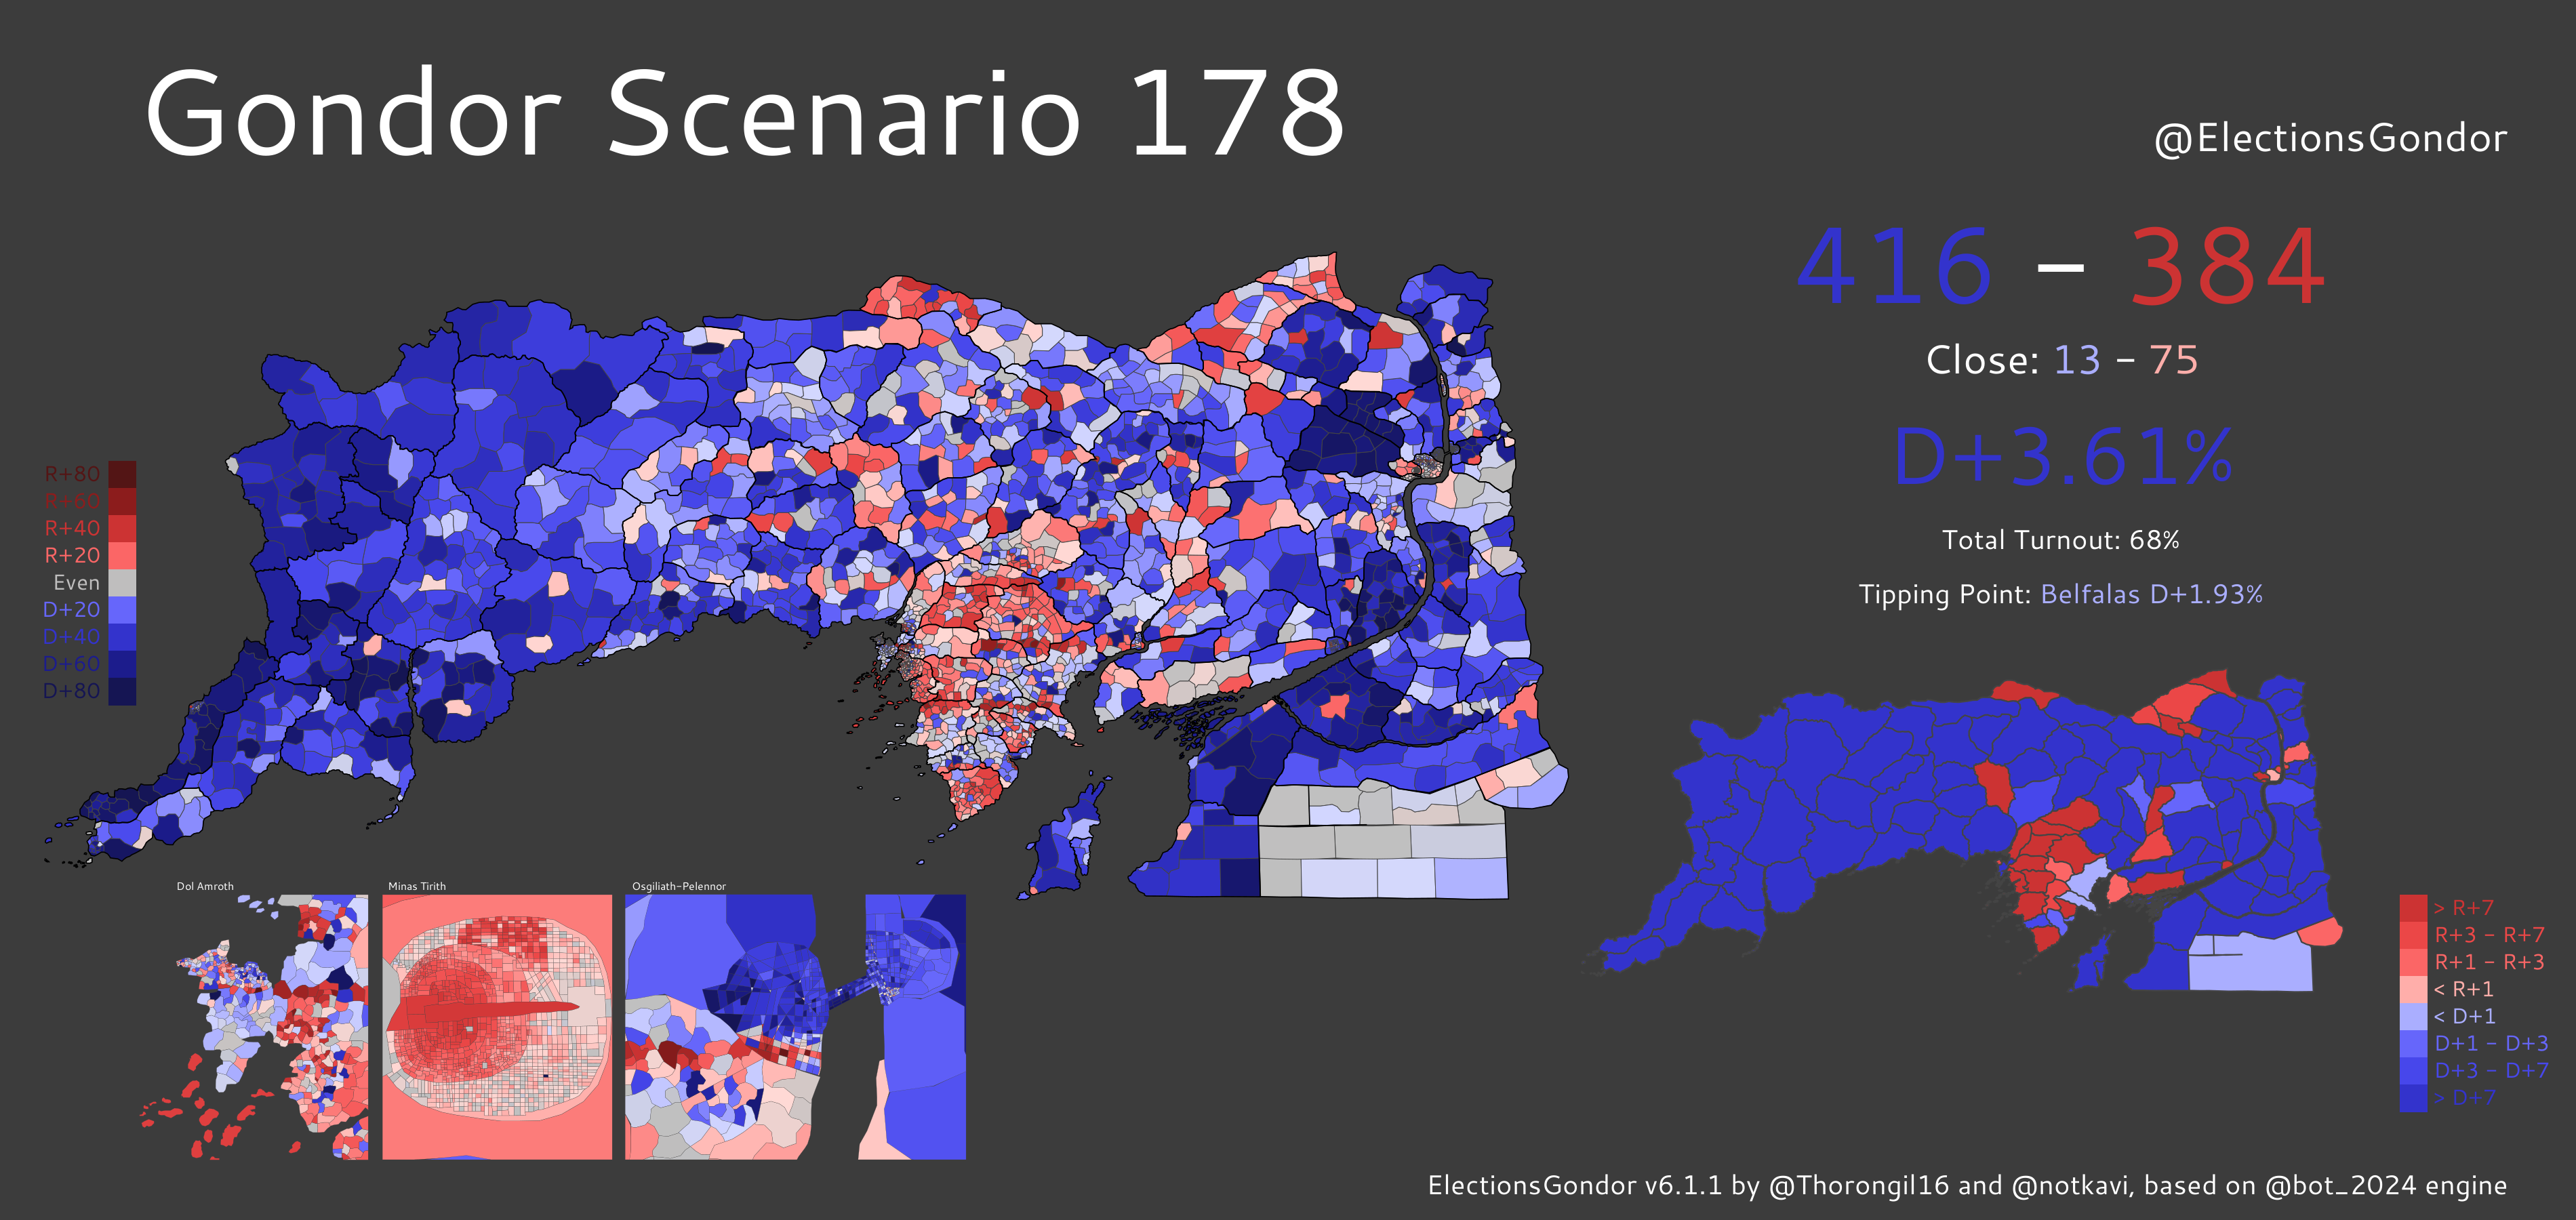 Gondor Scenario 178
@ElectionsGondor
416 – 384
Close: 13 – 75
D+3.61%
Total Turnout: 68%
Tipping Point: Belfalas D+1.93%
R+80
R+60
R+40
R+20
Even
D+20
D+40
D+60
D+80
Dol Amroth
Minas Tirith
Osgiliath-Pelennor
> R+7
R+3 - R+7
R+1 - R+3
< R+1
< D+1
D+1 - D+3
D+3 - D+7
> D+7
ElectionsGondor v6.1.1 by @Thorongil16 and @notkavi, based on @bot_2024 engine